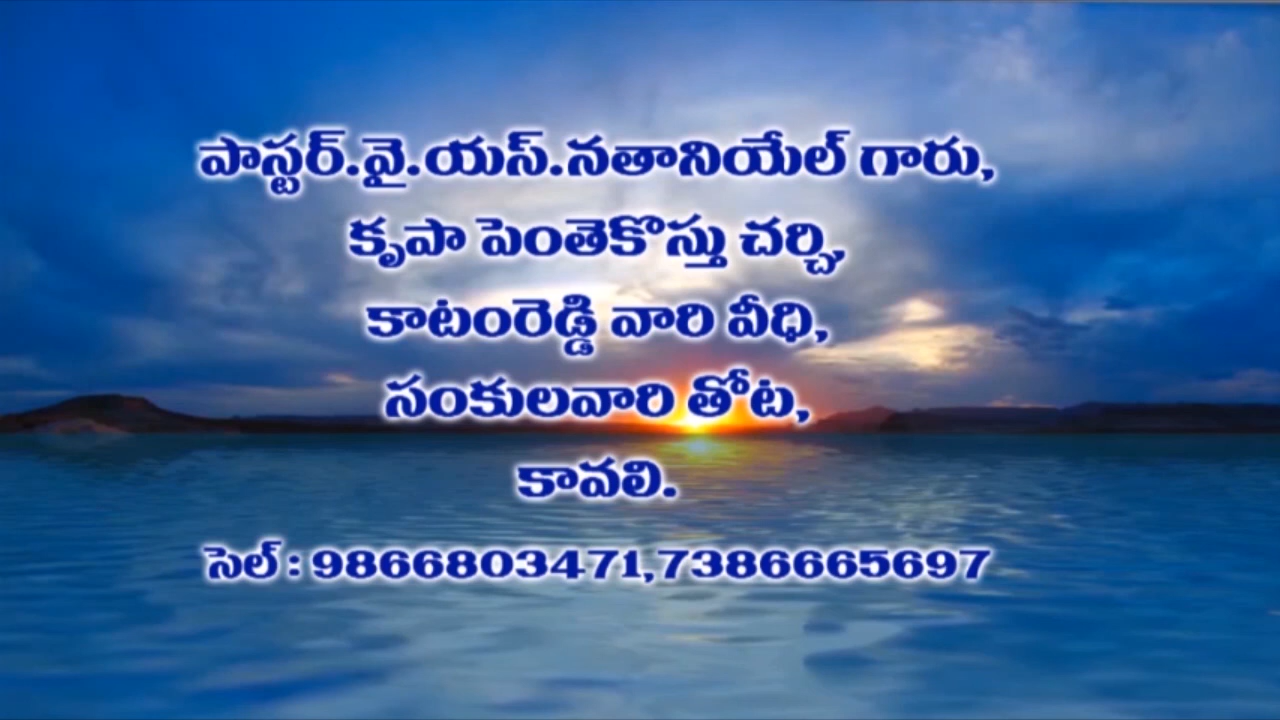 పాస్టర్.వై.యస్.నతానియేల్ గారు,
కృపా పెంతెకొస్తు చర్చి,
కాటంరెడ్డి వారి వీధి,
సంకులవారి తోట,
కావలి.
సెల్ : 9866803471,7386665697